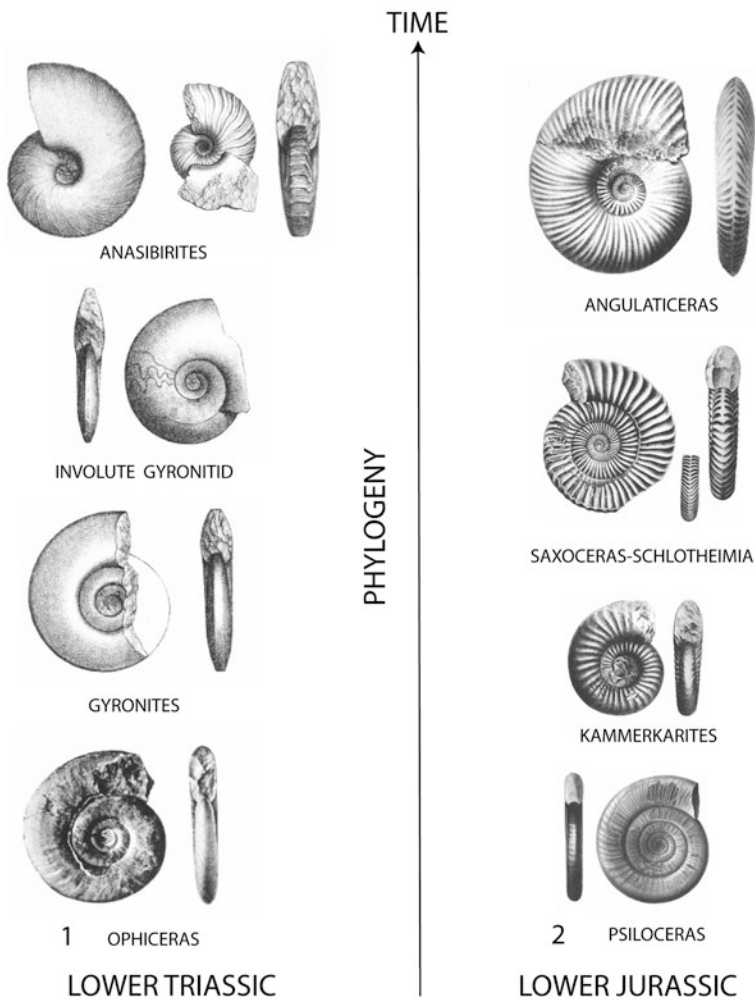 TIME
ANASIBIRITES
ANGULATICERAS
INVOLUTE GYRONITID
PHYLOGENY
SAXOCERAS-SCHLOTHEIMIA
GYRONITES
KAMMERKARITES
1 OPHICERAS
2 PSILOCERAS
LOWER TRIASSIC
LOWER JURASSIC